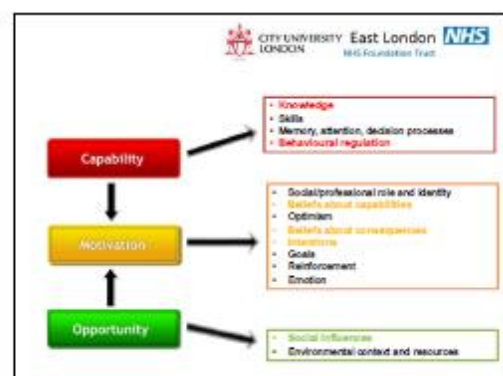 CITY UNIVERSITY
LONDON
East London NHS
NHS Foundation Trust
Capability
• Knowledge
• Skills
• Memory, attention, decision processes
• Behavioural regulation
Motivation
• Social/professional role and identity
• Beliefs about capabilities
• Optimism
• Beliefs about consequences
• Intentions
• Goals
• Reinforcement
• Emotion
Opportunity
• Social influences
• Environmental context and resources